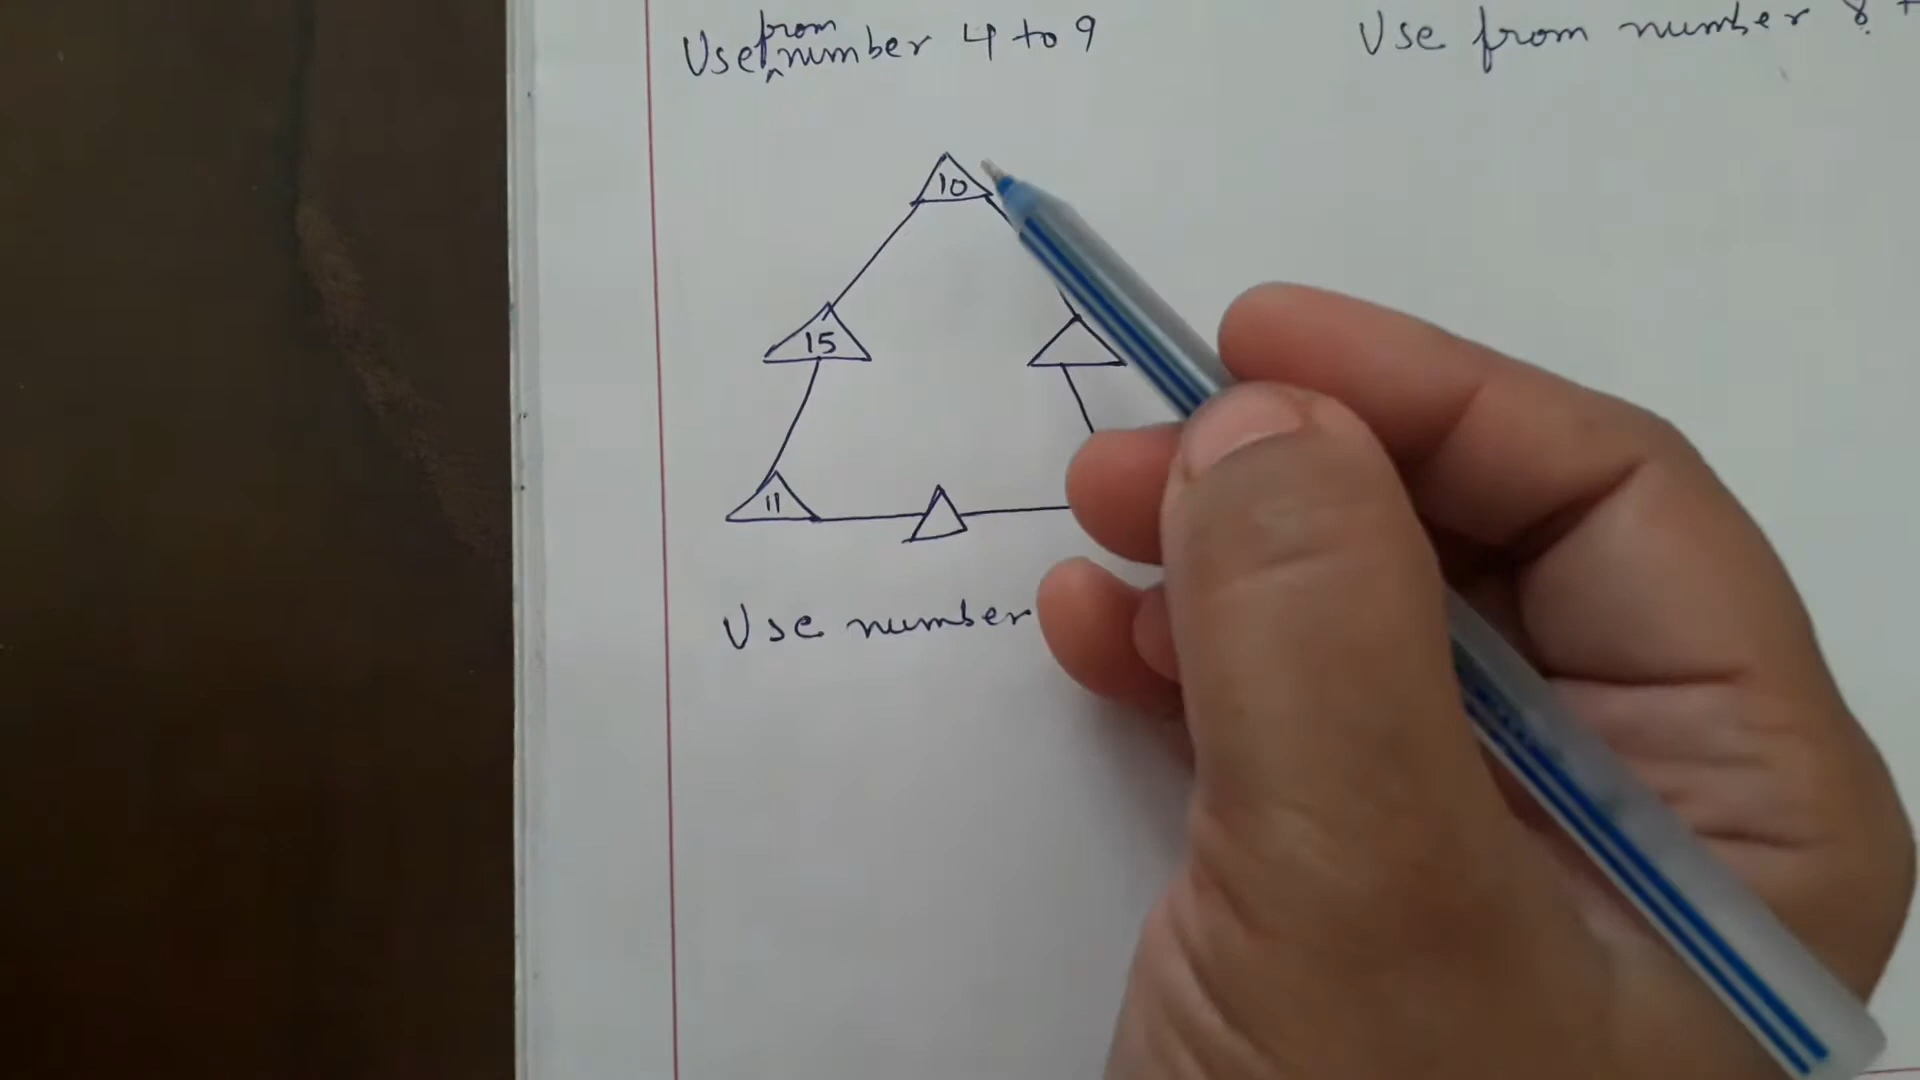 Use from number 4 to 9
Use from number 8
10
15
11
Use number